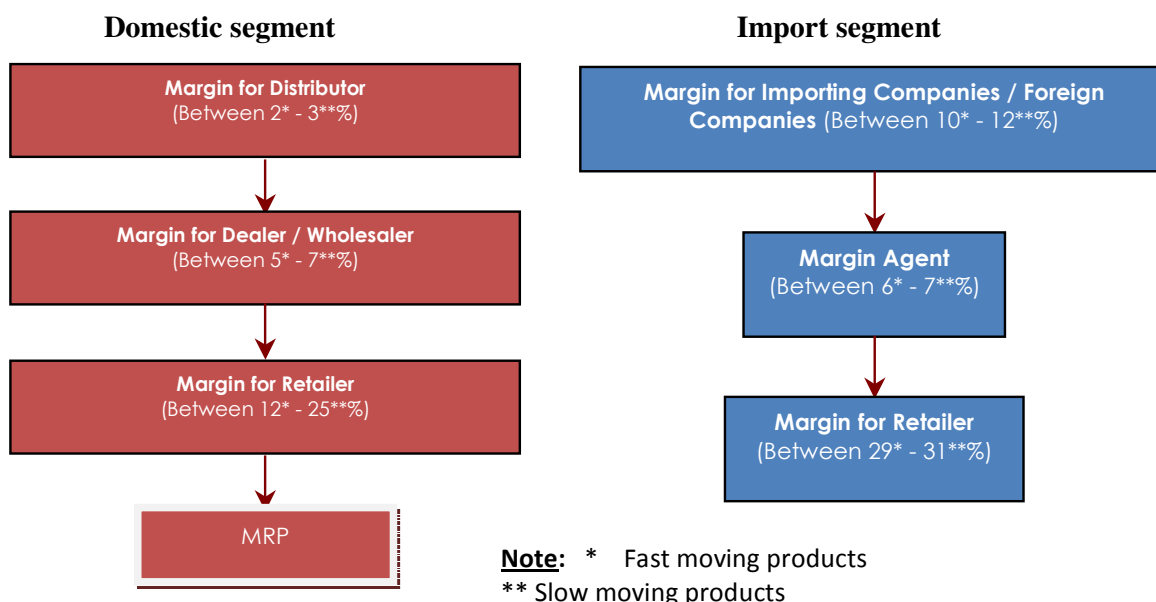 Domestic segment
Margin for Distributor
(Between 2* - 3**%)
Margin for Dealer / Wholesaler
(Between 5* - 7**%)
Margin for Retailer
(Between 12* - 25**%)
MRP
Import segment
Margin for Importing Companies / Foreign
Companies (Between 10* - 12**%)
Margin Agent
(Between 6* - 7**%)
Margin for Retailer
(Between 29* - 31**%)
Note: * Fast moving products
** Slow moving products